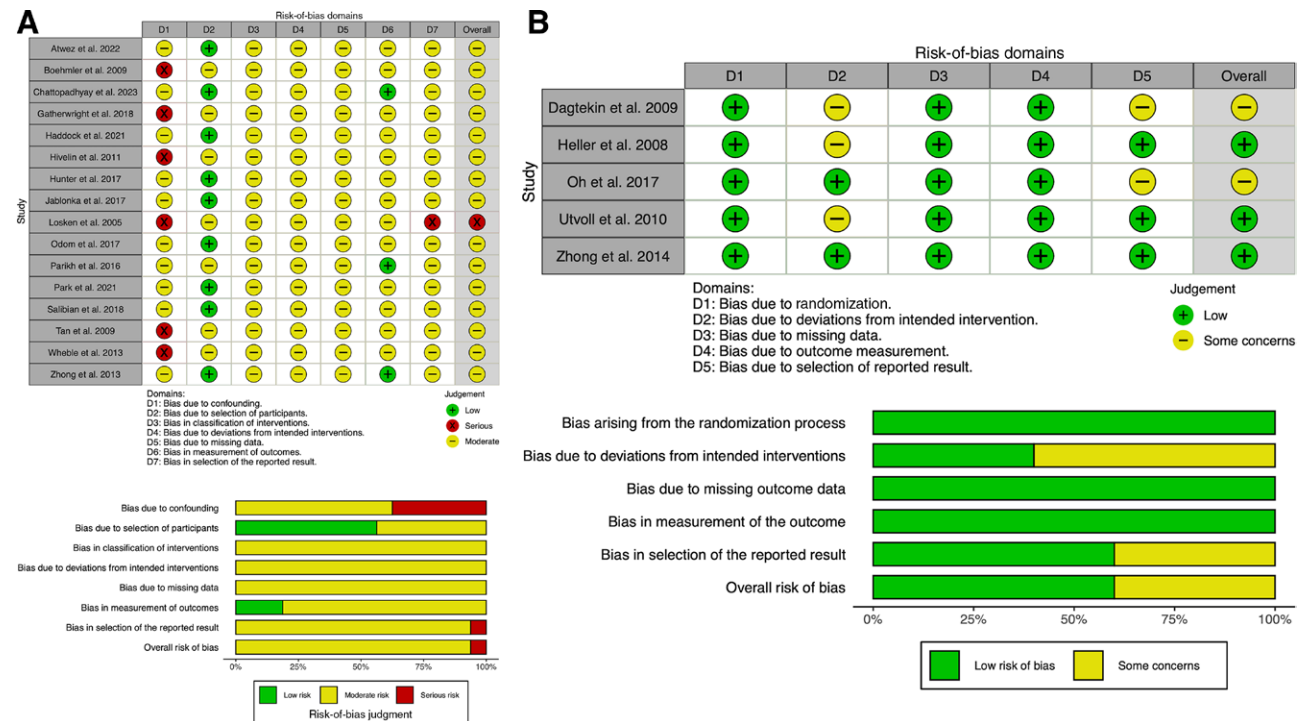 A
Risk-of-bias domains
D1 D2 D3 D4 D5 D6 D7 Overall
Study
Atwez et al. 2022
Boehmler et al. 2009
Chattopadhyay et al. 2023
Gatherwright et al. 2018
Haddock et al. 2021
Hivelin et al. 2011
Hunter et al. 2017
Jablonka et al. 2017
Losken et al. 2005
Odom et al. 2017
Parikh et al. 2016
Park et al. 2021
Salibian et al. 2018
Tan et al. 2009
Wheble et al. 2013
Zhong et al. 2013
Domains:
D1: Bias due to confounding.
D2: Bias due to selection of participants.
D3: Bias in classification of interventions.
D4: Bias due to deviations from intended interventions.
D5: Bias due to missing data.
D6: Bias in measurement of outcomes.
D7: Bias in selection of the reported result.
Judgement
Low
Serious
Moderate
Bias due to confounding
Bias due to selection of participants
Bias in classification of interventions
Bias due to deviations from intended interventions
Bias due to missing data
Bias in measurement of outcomes
Bias in selection of the reported result
Overall risk of bias
0% 25% 50% 75% 100%
Low risk Moderate risk Serious risk
Risk-of-bias judgment
B
Risk-of-bias domains
D1 D2 D3 D4 D5 Overall
Study
Dagtekin et al. 2009
Heller et al. 2008
Oh et al. 2017
Utvoll et al. 2010
Zhong et al. 2014
Domains:
D1: Bias due to randomization.
D2: Bias due to deviations from intended intervention.
D3: Bias due to missing data.
D4: Bias due to outcome measurement.
D5: Bias due to selection of reported result.
Judgement
Low
Some concerns
Bias arising from the randomization process
Bias due to deviations from intended interventions
Bias due to missing outcome data
Bias in measurement of the outcome
Bias in selection of the reported result
Overall risk of bias
0% 25% 50% 75% 100%
Low risk of bias Some concerns